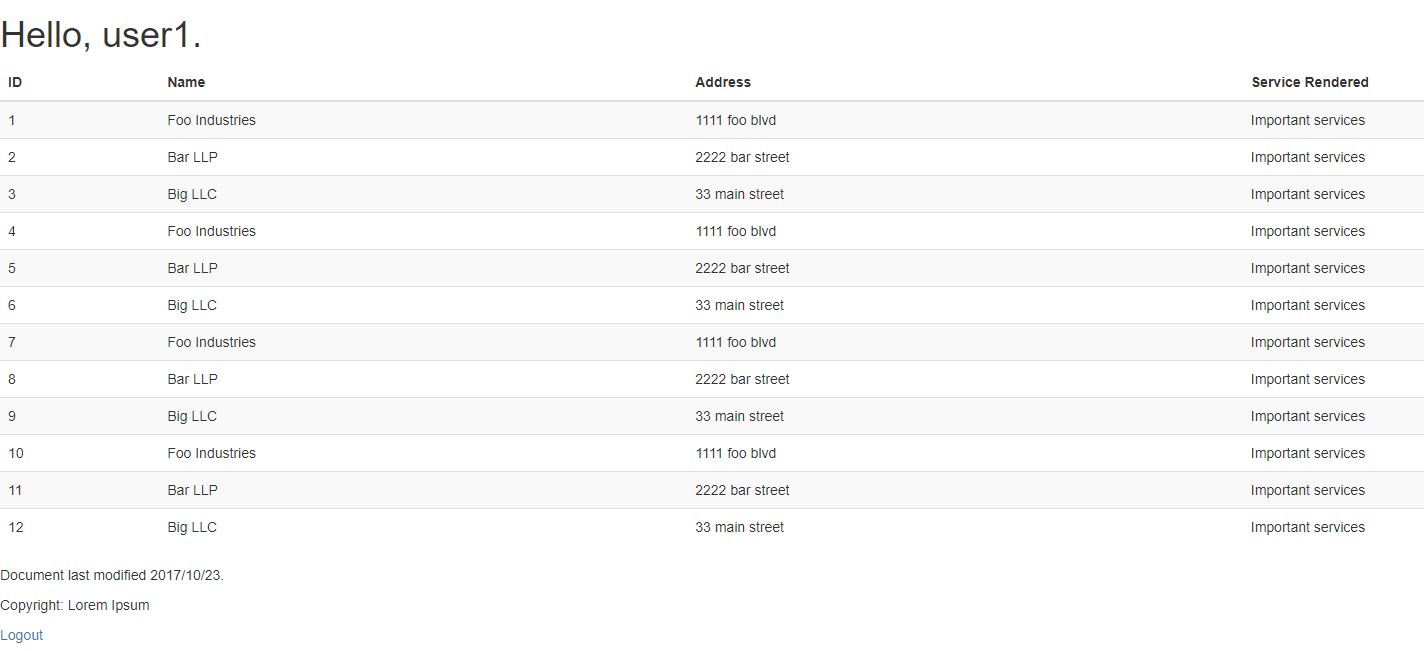 Hello, user1.
ID Name Address Service Rendered
1 Foo Industries 1111 foo blvd Important services
2 Bar LLP 2222 bar street Important services
3 Big LLC 33 main street Important services
4 Foo Industries 1111 foo blvd Important services
5 Bar LLP 2222 bar street Important services
6 Big LLC 33 main street Important services
7 Foo Industries 1111 foo blvd Important services
8 Bar LLP 2222 bar street Important services
9 Big LLC 33 main street Important services
10 Foo Industries 1111 foo blvd Important services
11 Bar LLP 2222 bar street Important services
12 Big LLC 33 main street Important services
Document last modified 2017/10/23.
Copyright: Lorem Ipsum
Logout